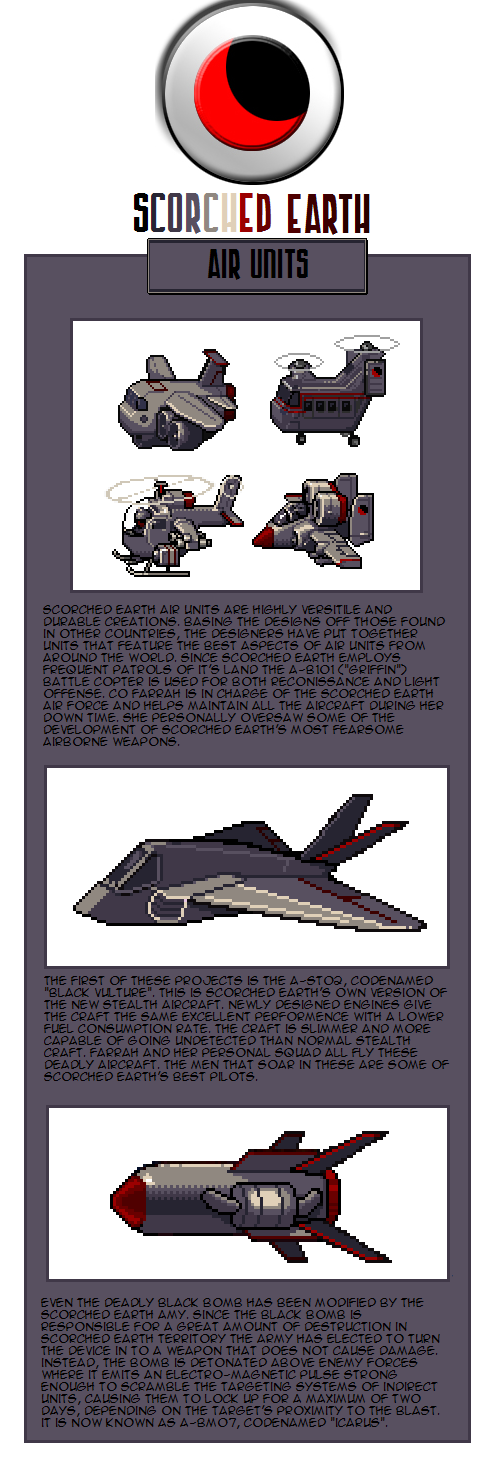 SCORCHED EARTH
AIR UNITS
SCORCHED EARTH AIR UNITS ARE HIGHLY VERSITILE AND
DURABLE CREATIONS. BASING THE DESIGNS OFF THOSE FOUND
IN OTHER COUNTRIES, THE DESIGNERS HAVE PUT TOGETHER
UNITS THAT FEATURE THE BEST ASPECTS OF AIR UNITS FROM
AROUND THE WORLD. SINCE SCORCHED EARTH EMPLOYS
FREQUENT PATROLS OF IT'S LAND THE A-B101 ("GRIFFIN")
BATTLE COPTER IS USED FOR BOTH RECONISSANCE AND LIGHT
OFFENSE. CO FARRAH IS IN CHARGE OF THE SCORCHED EARTH
AIR FORCE AND HELPS MAINTAIN ALL THE AIRCRAFT DURING HER
DOWN TIME. SHE PERSONALLY OVERSAW SOME OF THE
DEVELOPMENT OF SCORCHED EARTH'S MOST FEARSOME
AIRBORNE WEAPONS.
THE FIRST OF THESE PROJECTS IS THE A-ST02, CODENAMED
"BLACK VULTURE". THIS IS SCORCHED EARTH'S OWN VERSION OF
THE NEW STEALTH AIRCRAFT. NEWLY DESIGNED ENGINES GIVE
THE CRAFT THE SAME EXCELLENT PERFORMENCE WITH A LOWER
FUEL CONSUMPTION RATE. THE CRAFT IS SLIMMER AND MORE
CAPABLE OF GOING UNDETECTED THAN NORMAL STEALTH
CRAFT. FARRAH AND HER PERSONAL SQUAD ALL FLY THESE
DEADLY AIRCRAFT. THE MEN THAT SOAR IN THESE ARE SOME OF
SCORCHED EARTH'S BEST PILOTS.
EVEN THE DEADLY BLACK BOMB HAS BEEN MODIFIED BY THE
SCORCHED EARTH AMY. SINCE THE BLACK BOMB IS
RESPONSIBLE FOR A GREAT AMOUNT OF DESTRUCTION IN
SCORCHED EARTH TERRITORY THE ARMY HAS ELECTED TO TURN
THE DEVICE IN TO A WEAPON THAT DOES NOT CAUSE DAMAGE.
INSTEAD, THE BOMB IS DETONATED ABOVE ENEMY FORCES
WHERE IT EMITS AN ELECTRO-MAGNETIC PULSE STRONG
ENOUGH TO SCRAMBLE THE TARGETING SYSTEMS OF INDIRECT
UNITS, CAUSING THEM TO LOCK UP FOR A MAXIMUM OF TWO
DAYS, DEPENDING ON THE TARGET'S PROXIMITY TO THE BLAST.
IT IS NOW KNOWN AS A-BM07, CODENAMED "ICARUS".